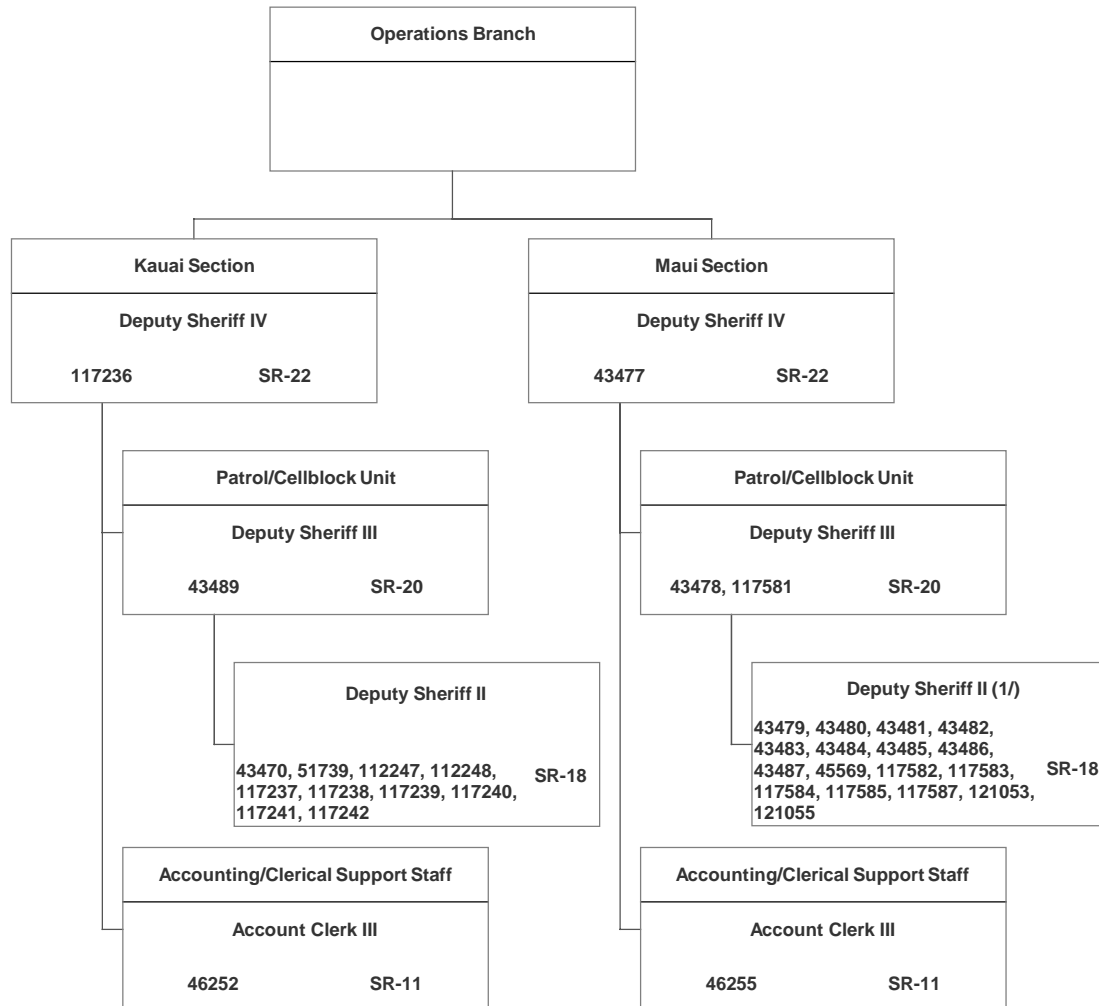 Operations Branch
Kauai Section
Deputy Sheriff IV
117236 SR-22
Maui Section
Deputy Sheriff IV
43477 SR-22
Patrol/Cellblock Unit
Deputy Sheriff III
43489 SR-20
Patrol/Cellblock Unit
Deputy Sheriff III
43478, 117581 SR-20
Deputy Sheriff II
43470, 51739, 112247, 112248,
117237, 117238, 117239, 117240,
117241, 117242
SR-18
Deputy Sheriff II (1/)
43479, 43480, 43481, 43482,
43483, 43484, 43485, 43486,
43487, 45569, 117582, 117583,
117584, 117585, 117587, 121053,
121055
SR-18
Accounting/Clerical Support Staff
Account Clerk III
46252 SR-11
Accounting/Clerical Support Staff
Account Clerk III
46255 SR-11